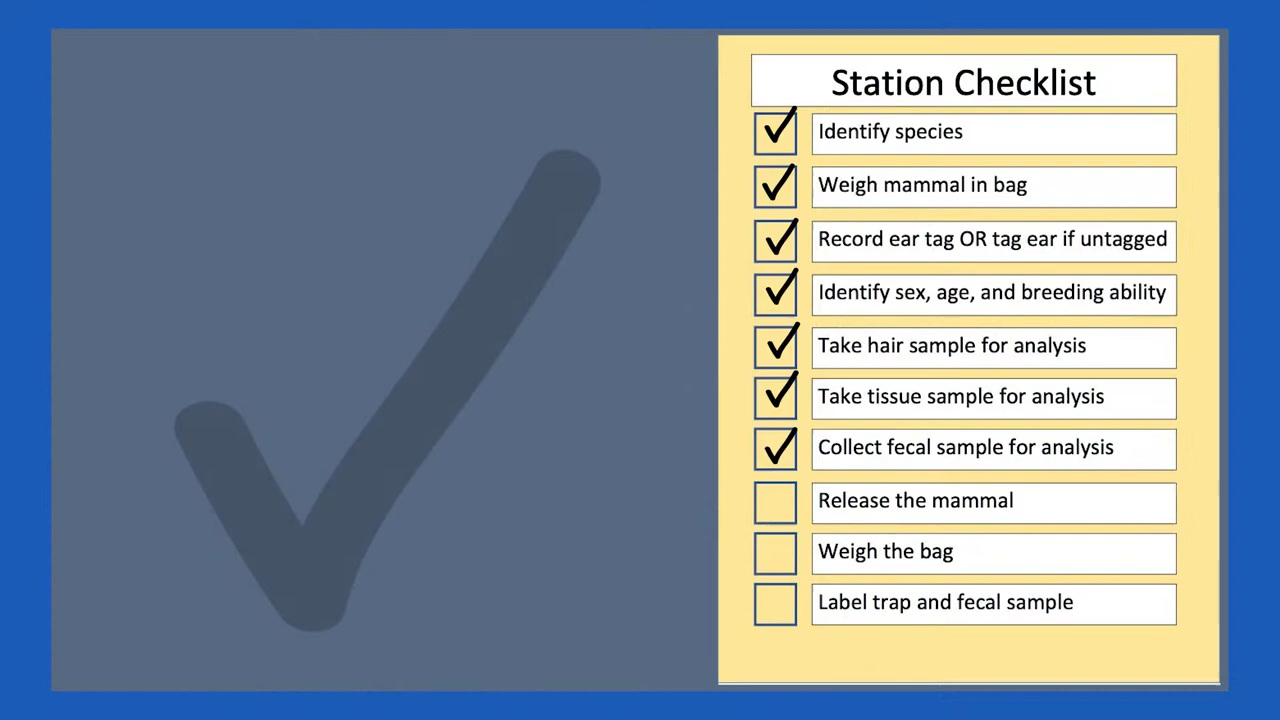 Station Checklist
Identify species
Weigh mammal in bag
Record ear tag OR tag ear if untagged
Identify sex, age, and breeding ability
Take hair sample for analysis
Take tissue sample for analysis
Collect fecal sample for analysis
Release the mammal
Weigh the bag
Label trap and fecal sample